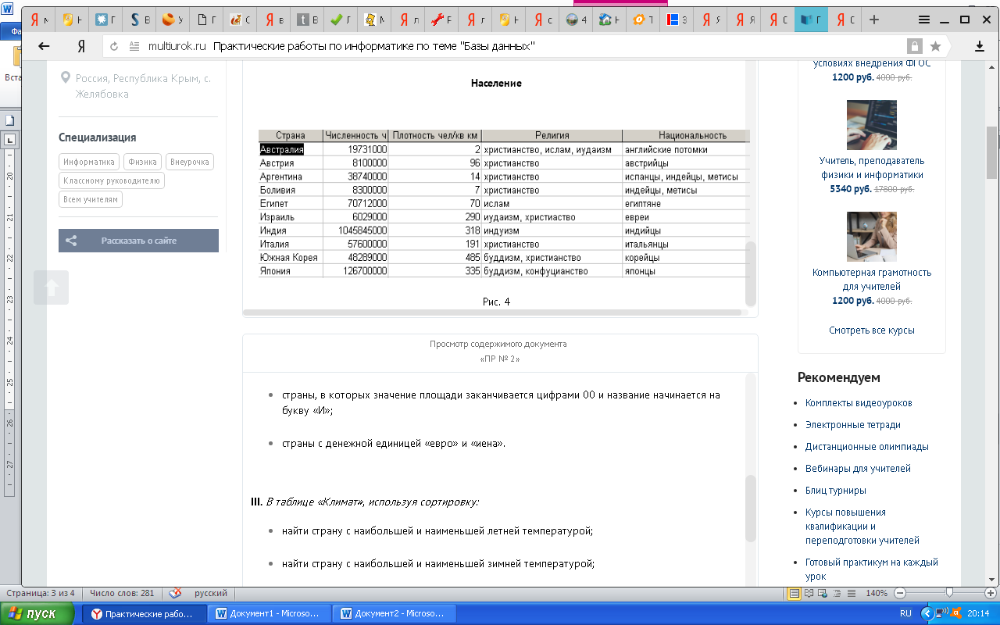 multurok.ru Практические работы по информатике по теме "Базы данных"
Вста
Россия, Республика Крым, с.
Желябовка
Специализация
Информатика Физика Внеурочка
Классному руководителю
Всем учителям
Рассказать о сайте
Население
Страна Численность ч Плотность чел/кв км Религия Национальность
Австралия 19731000 2 христианство, ислам, иудаизм английские потомки
Австрия 8100000 96 христианство австрийцы
Аргентина 38740000 14 христианство испанцы, индейцы, метисы
Боливия 8300000 7 христианство индейцы, метисы
Египет 70712000 70 ислам египтяне
Израиль 6029000 290 иудаизм, христиаство евреи
Индия 1045845000 318 индуизм индийцы
Италия 57600000 191 христианство итальянцы
Южная Корея 48289000 485 буддизм, христианство корейцы
Япония 126700000 335 буддизм, конфуцианство японцы
Рис. 4
Просмотр содержимого документа
«ПР № 2»
страны, в которых значение площади заканчивается цифрами 00 и название начинается на
букву «И»;
страны с денежной единицей «евро» и «иена».
III. В таблице «Климат», используя сортировку:
найти страну с наибольшей и наименьшей летней температурой;
найти страну с наибольшей и наименьшей зимней температурой;
условиях внедрения ФГОС
1200 руб. 4000 руб.
Учитель, преподаватель
физики и информатики
5340 руб. 17800 руб.
Компьютерная грамотность
для учителей
1200 руб. 4000 руб.
Смотреть все курсы
Рекомендуем
Комплекты видеоуроков
Электронные тетради
Дистанционные олимпиады
Вебинары для учителей
Блиц турниры
Курсы повышения
квалификации и
переподготовки учителей
Готовый практикум на каждый
урок
Страница: 3 из 4 Число слов: 281 русский 140%
пуск Практические рабо... Документ1 - Microso... Документ2 - Microso... RU 20:14